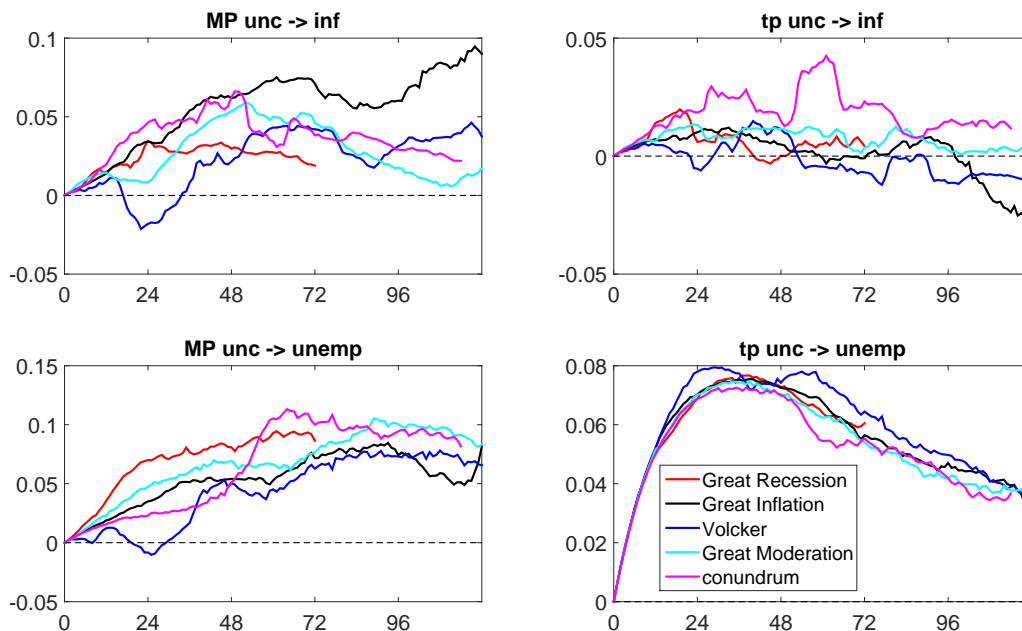 MP unc -> inf
0.1
0.05
0
-0.05
0 24 48 72 96
tp unc -> inf
0.05
0
-0.05
0 24 48 72 96
MP unc -> unemp
0.15
0.1
0.05
0
-0.05
0 24 48 72 96
tp unc -> unemp
0.08
0.06
0.04
0.02
0
Great Recession
Great Inflation
Volcker
Great Moderation
conundrum
0 24 48 72 96